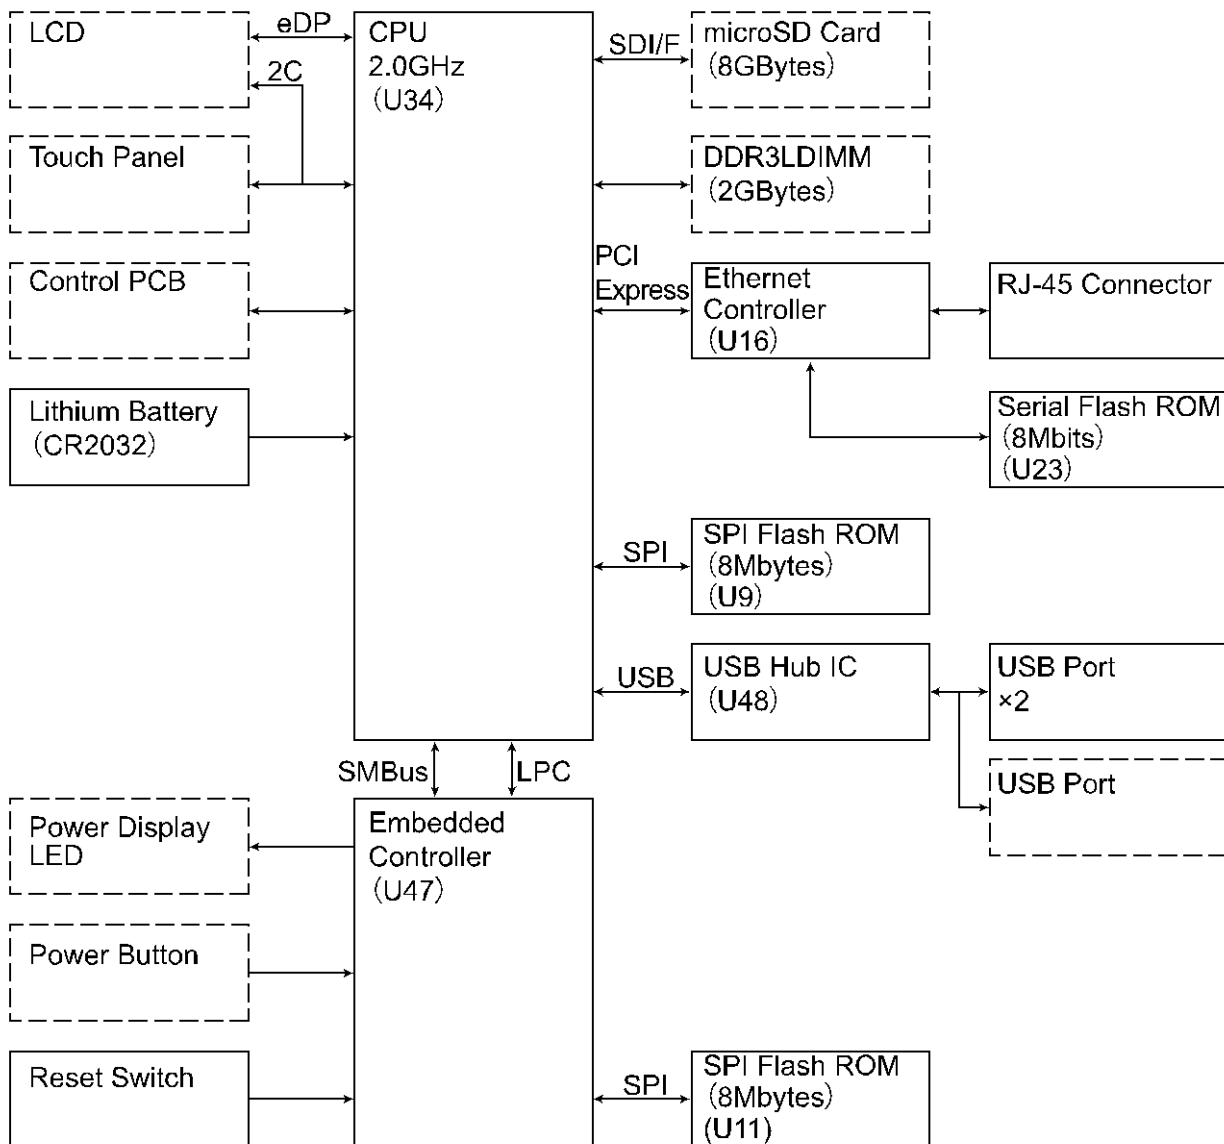 LCD
eDP
2C
CPU
2.0GHz
(U34)
SDI/F
microSD Card
(8GBytes)
Touch Panel
DDR3LDIMM
(2GBytes)
Control PCB
PCI
Express
Ethernet
Controller
(U16)
RJ-45 Connector
Lithium Battery
(CR2032)
Serial Flash ROM
(8Mbits)
(U23)
SPI
SPI Flash ROM
(8Mbytes)
(U9)
USB
USB Hub IC
(U48)
USB Port
×2
SMBus
LPC
USB Port
Power Display
LED
Embedded
Controller
(U47)
Power Button
Reset Switch
SPI
SPI Flash ROM
(8Mbytes)
(U11)